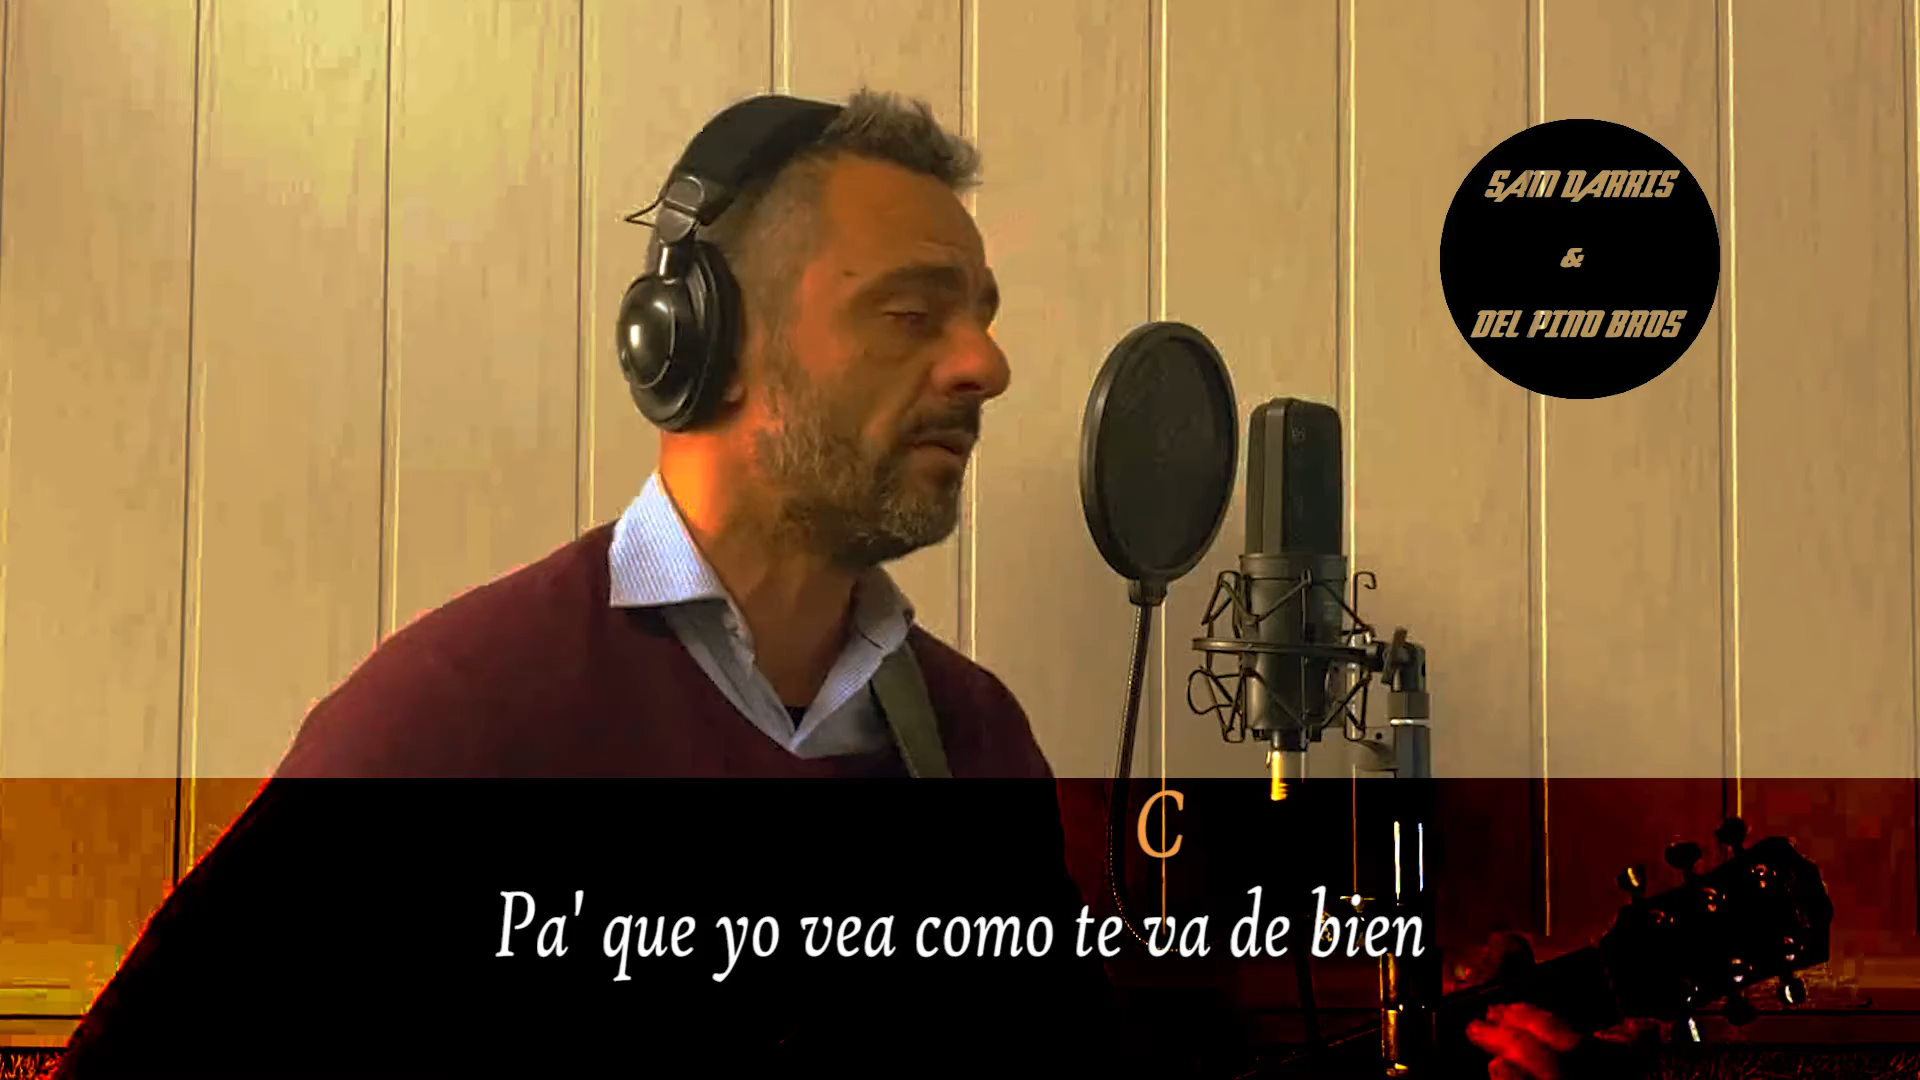 SAM DARRIS
&
DEL PINO BROS
C
Pa' que yo vea como te va de bien